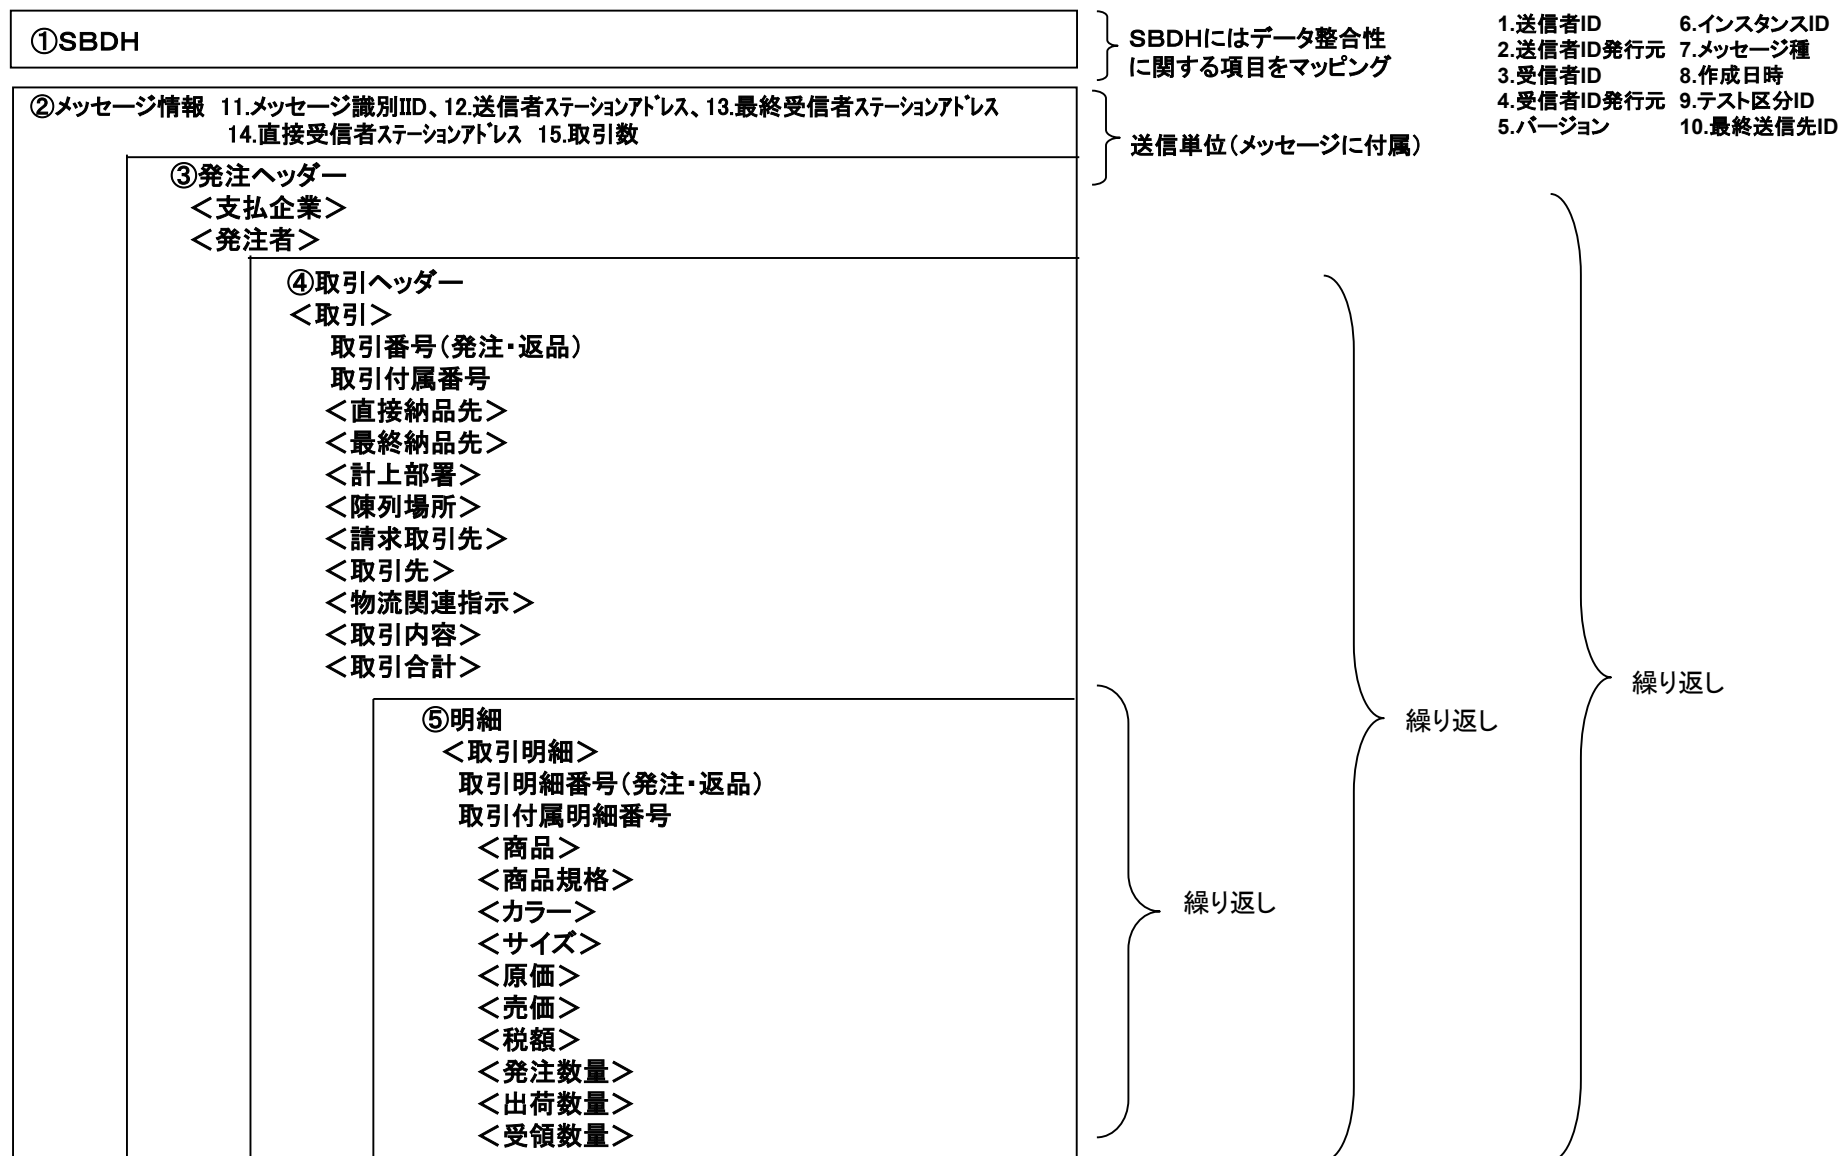 ①SBDH
SBDHにはデータ整合性
に関する項目をマッピング
1.送信者ID 6.インスタンスID
2.送信者ID発行元 7.メッセージ種
3.受信者ID 8.作成日時
4.受信者ID発行元 9.テスト区分ID
5.バージョン 10.最終送信先ID
②メッセージ情報 11.メッセージ識別IID、12.送信者ステーションアドレス、13.最終受信者ステーションアドレス
14.直接受信者ステーションアドレス 15.取引数
送信単位（メッセージに付属）
③発注ヘッダー
＜支払企業＞
＜発注者＞
④取引ヘッダー
＜取引＞
取引番号（発注・返品）
取引付属番号
＜直接納品先＞
＜最終納品先＞
＜計上部署＞
＜陳列場所＞
＜請求取引先＞
＜取引先＞
＜物流関連指示＞
＜取引内容＞
＜取引合計＞
繰り返し
繰り返し
⑤明細
＜取引明細＞
取引明細番号（発注・返品）
取引付属明細番号
＜商品＞
＜商品規格＞
＜カラー＞
繰り返し
＜サイズ＞
＜原価＞
＜売価＞
＜税額＞
＜発注数量＞
＜出荷数量＞
＜受領数量＞